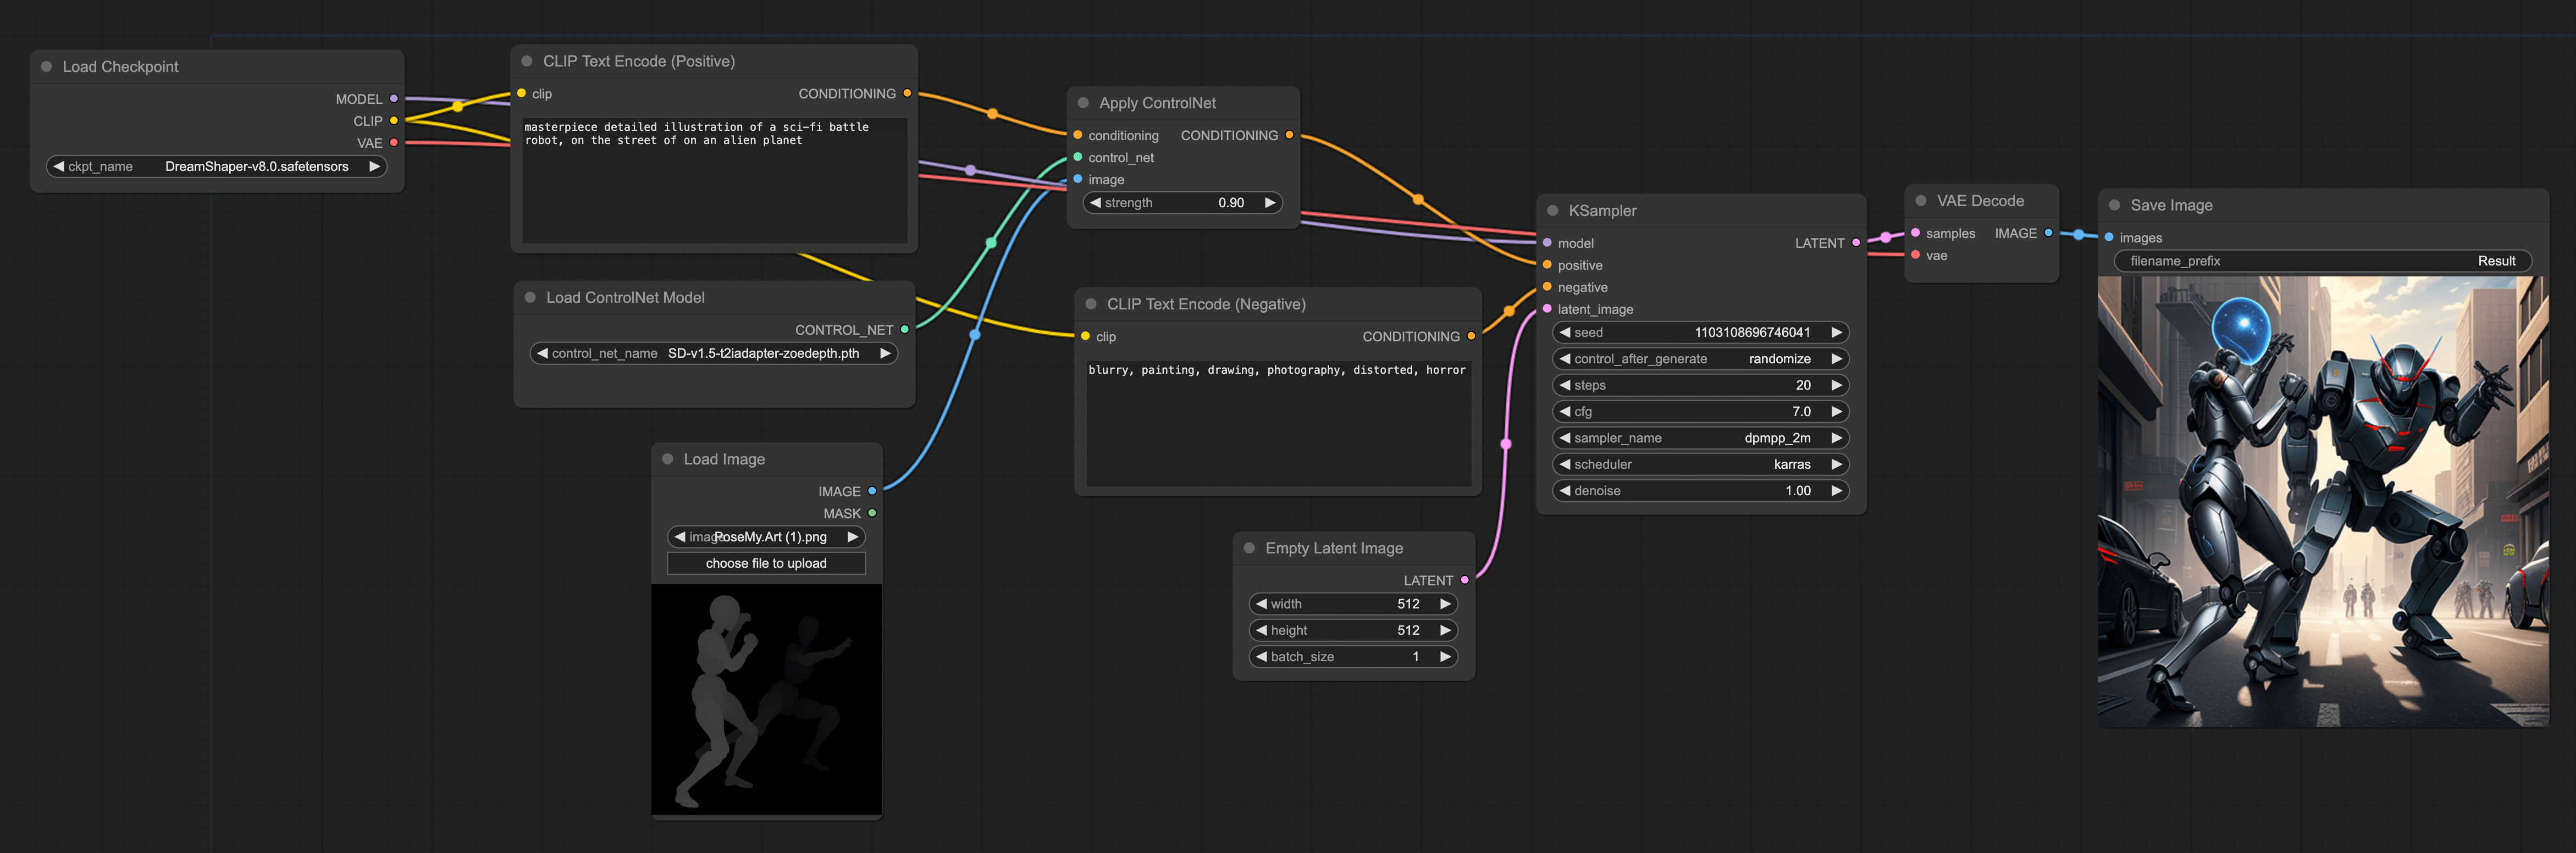 Load Checkpoint
MODEL
CLIP
VAE
ckpt_name DreamShaper-v8.0.safetensors
CLIP Text Encode (Positive)
clip CONDITIONING
masterpiece detailed illustration of a sci-fi battle
robot, on the street of on an alien planet
Load ControlNet Model
CONTROL_NET
control_net_name SD-v1.5-t2iadapter-zoedepth.pth
Load Image
IMAGE
MASK
image PoseMy.Art (1).png
choose file to upload
Apply ControlNet
conditioning CONDITIONING
control_net
image
strength 0.90
CLIP Text Encode (Negative)
clip CONDITIONING
blurry, painting, drawing, photography, distorted, horror
Empty Latent Image
LATENT
width 512
height 512
batch_size 1
KSampler
model LATENT
positive
negative
latent_image
seed 1103108696746041
control_after_generate randomize
steps 20
cfg 7.0
sampler_name dpmpp_2m
scheduler karras
denoise 1.00
VAE Decode
samples IMAGE
vae
Save Image
images
filename_prefix Result